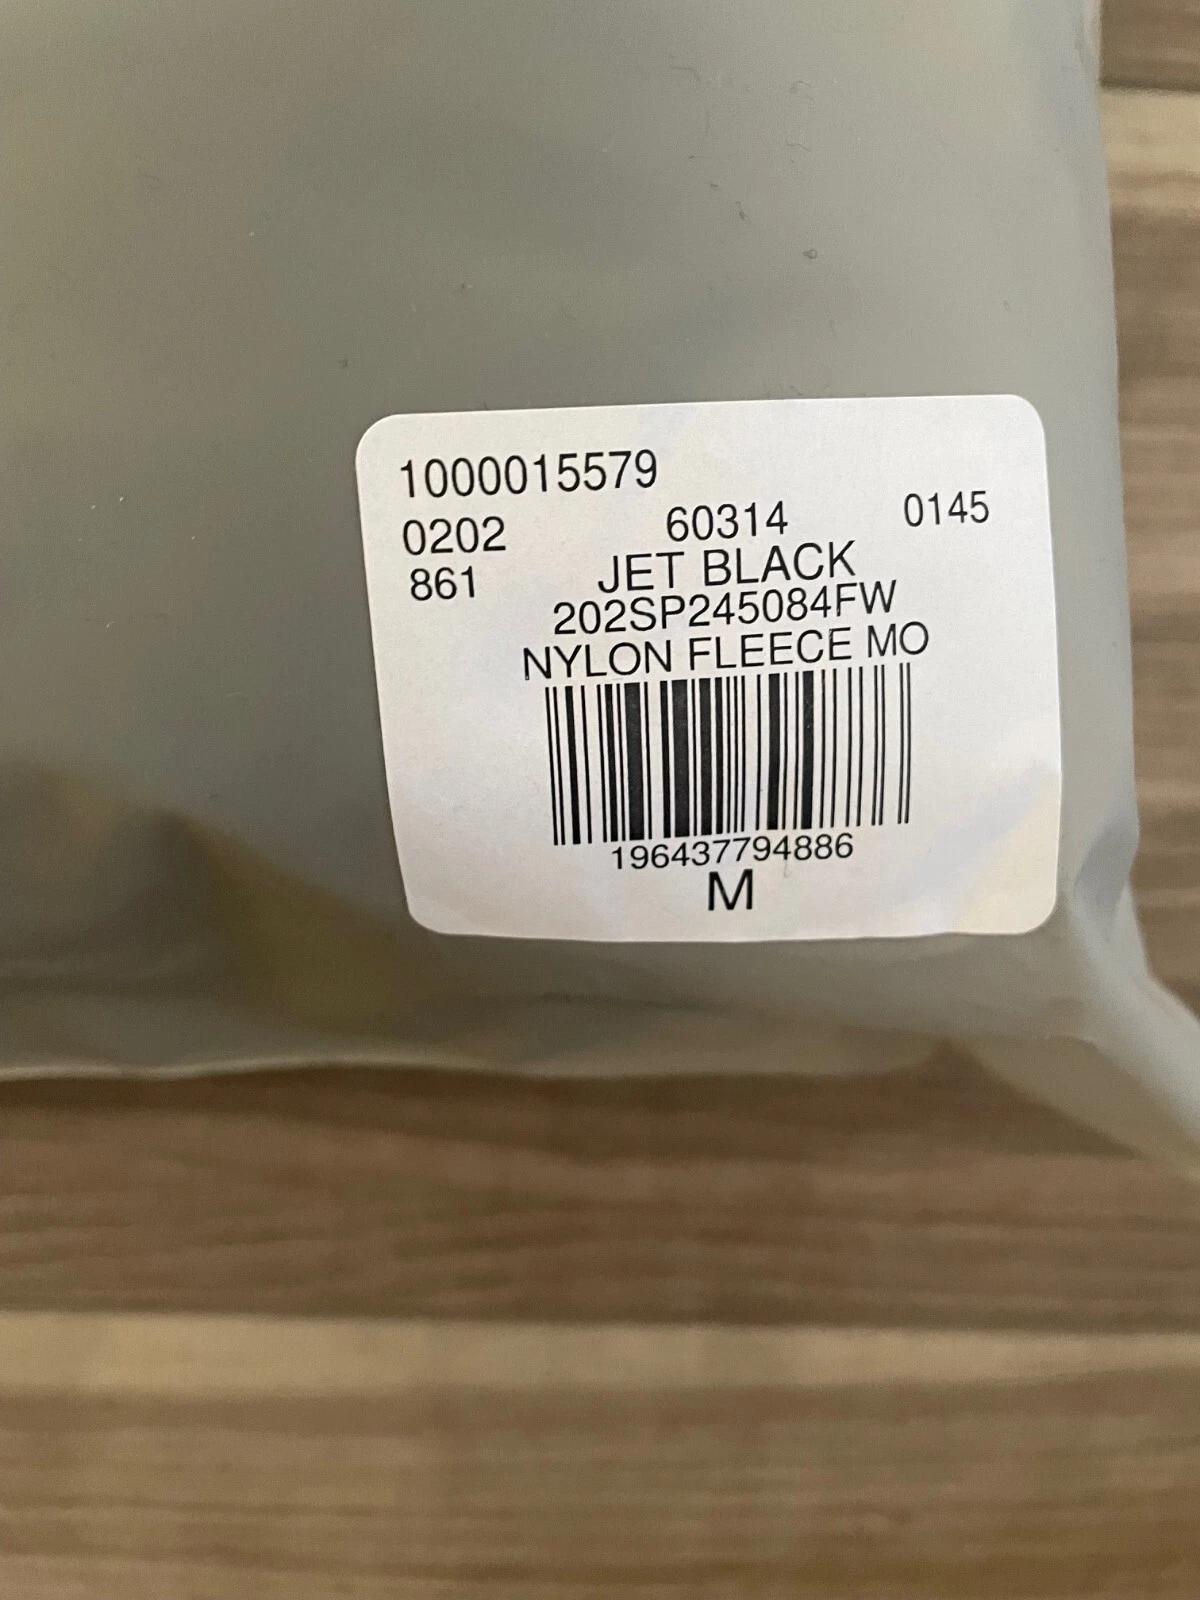 1000015579
0202 60314 0145
861 JET BLACK
202SP245084FW
NYLON FLEECE MO
196437794886
M